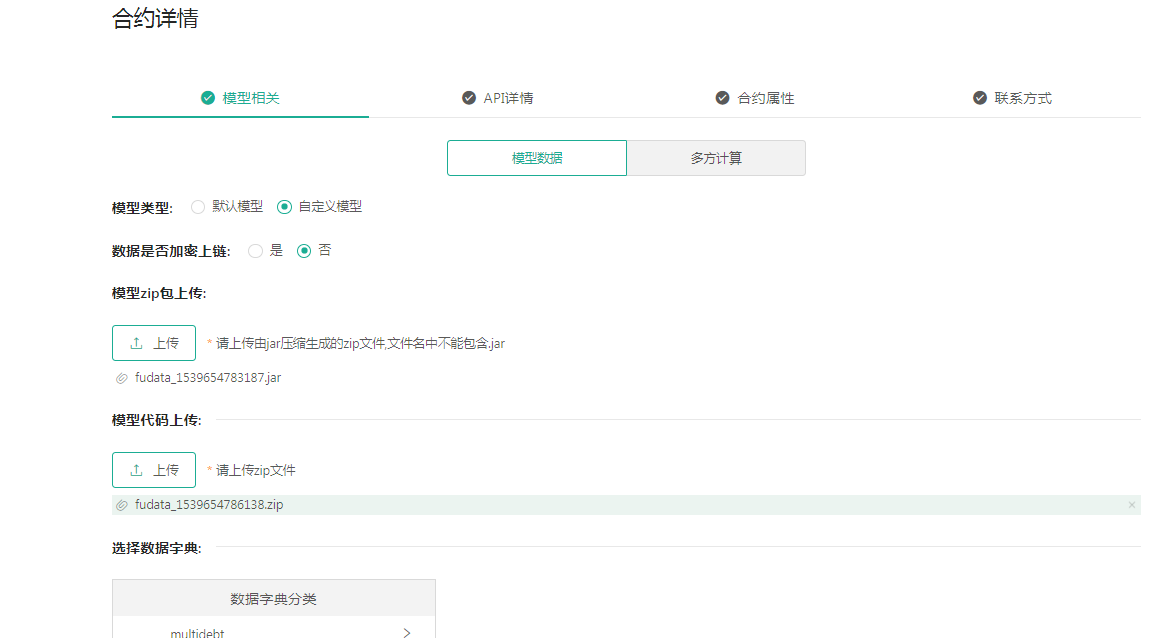 合约详情
模型相关 API详情 合约属性 联系方式
模型数据 多方计算
模型类型: 默认模型 自定义模型
数据是否加密上链: 是 否
模型zip包上传:
上传 * 请上传由jar压缩生成的zip文件,文件名中不能包含.jar
fudata_1539654783187.jar
模型代码上传:
上传 * 请上传zip文件
fudata_1539654786138.zip
选择数据字典:
数据字典分类
multidebt